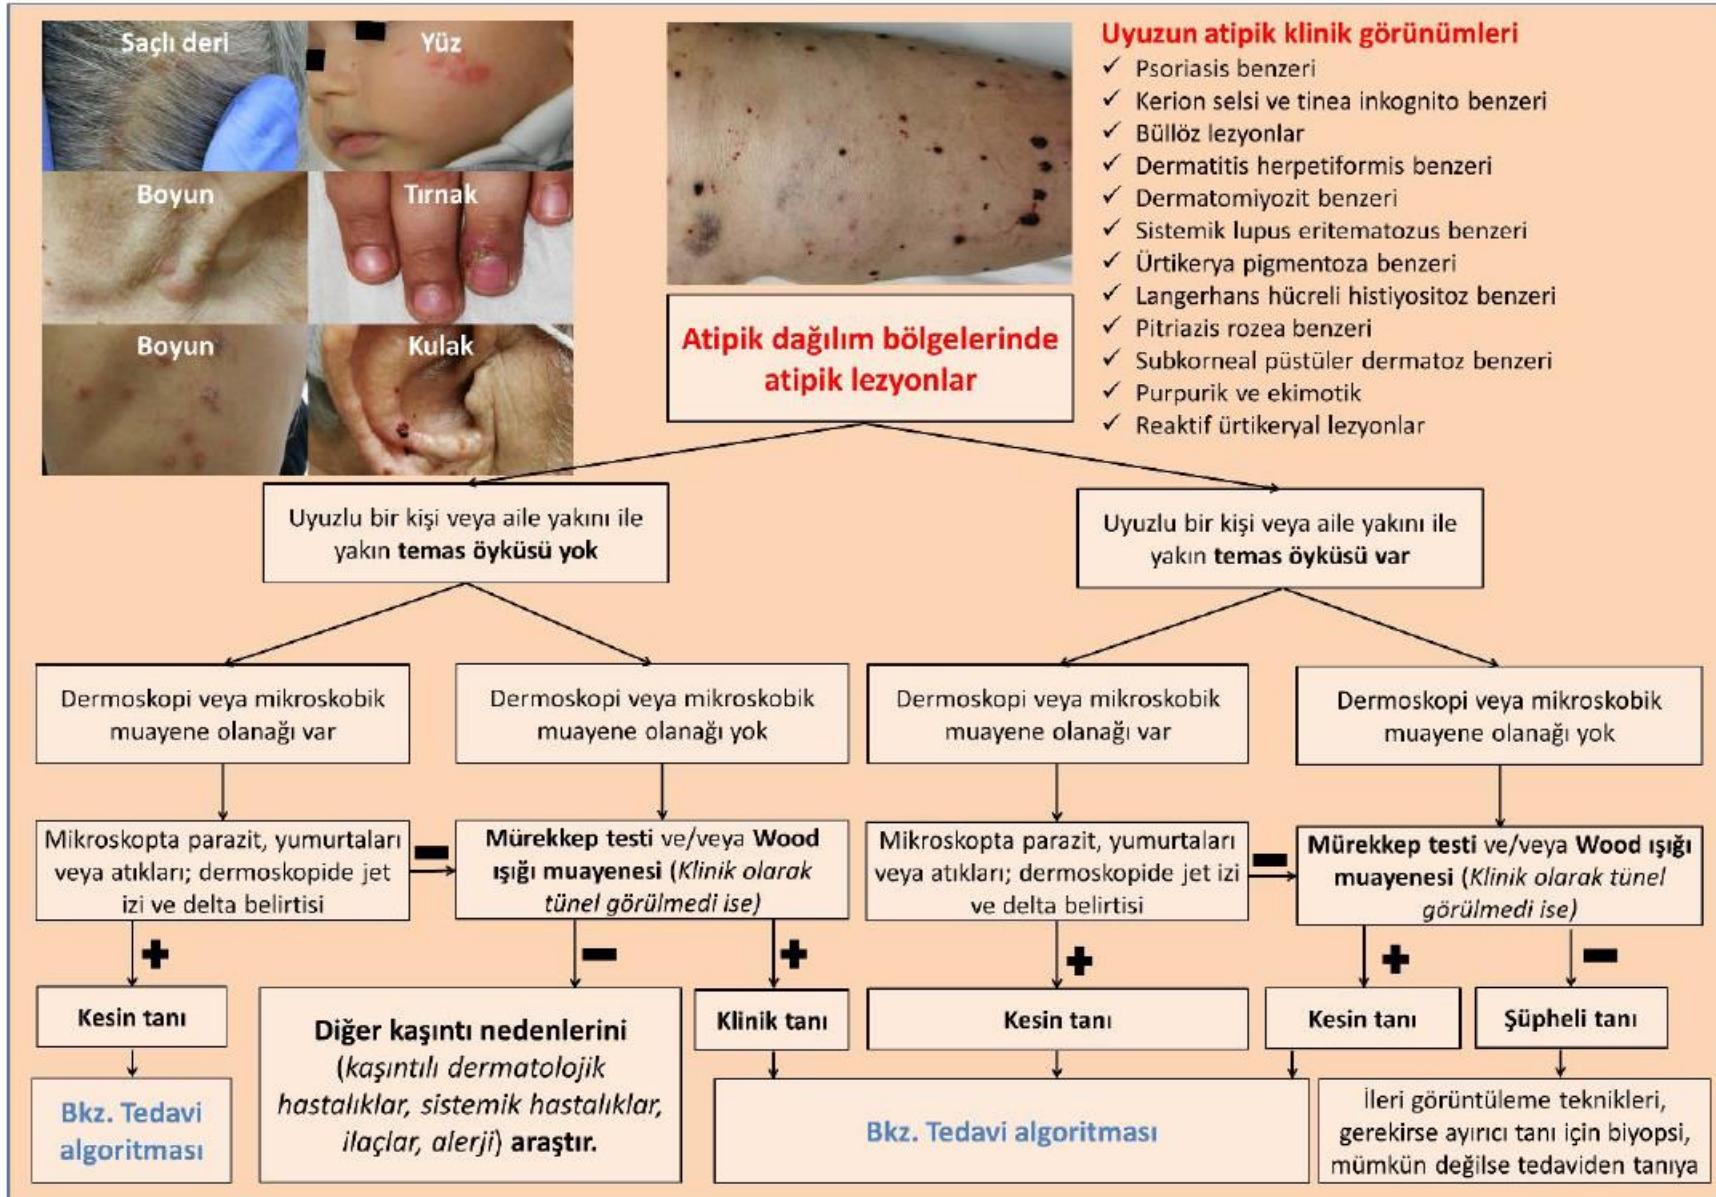 Saçlı deri
Yüz
Boyun
Tırnak
Boyun
Kulak
Uyuzun atipik klinik görünümleri
✓ Psoriasis benzeri
✓ Kerion selsi ve tinea inkognito benzeri
✓ Büllöz lezyonlar
✓ Dermatitis herpetiformis benzeri
✓ Dermatomiyozit benzeri
✓ Sistemik lupus eritematozus benzeri
✓ Ürtikerya pigmentoza benzeri
✓ Langerhans hücreli histiyositoz benzeri
✓ Pitriazis rozea benzeri
✓ Subkorneal püstüler dermatoz benzeri
✓ Purpurik ve ekimotik
✓ Reaktif ürtikeryal lezyonlar
Atipik dağılım bölgelerinde
atipik lezyonlar
Uyuzlu bir kişi veya aile yakını ile
yakın temas öyküsü yok
Uyuzlu bir kişi veya aile yakını ile
yakın temas öyküsü var
Dermoskopi veya mikroskobik
muayene olanağı var
Dermoskopi veya mikroskobik
muayene olanağı yok
Dermoskopi veya mikroskobik
muayene olanağı var
Dermoskopi veya mikroskobik
muayene olanağı yok
Mikroskopta parazit, yumurtaları
veya atıkları; dermoskopide jet
izi ve delta belirtisi
Mürekkep testi ve/veya Wood
ışığı muayenesi (Klinik olarak
tünel görülmedi ise)
Mikroskopta parazit, yumurtaları
veya atıkları; dermoskopide jet izi
ve delta belirtisi
Mürekkep testi ve/veya Wood ışığı
muayenesi (Klinik olarak tünel
görülmedi ise)
Kesin tanı
Diğer kaşıntı nedenlerini
(kaşıntılı dermatolojik
hastalıklar, sistemik hastalıklar,
ilaçlar, alerji) araştır.
Klinik tanı
Kesin tanı
Kesin tanı
Şüpheli tanı
Bkz. Tedavi
algoritması
Bkz. Tedavi algoritması
İleri görüntüleme teknikleri,
gerekirse ayırıcı tanı için biyopsi,
mümkün değilse tedaviden tanıya